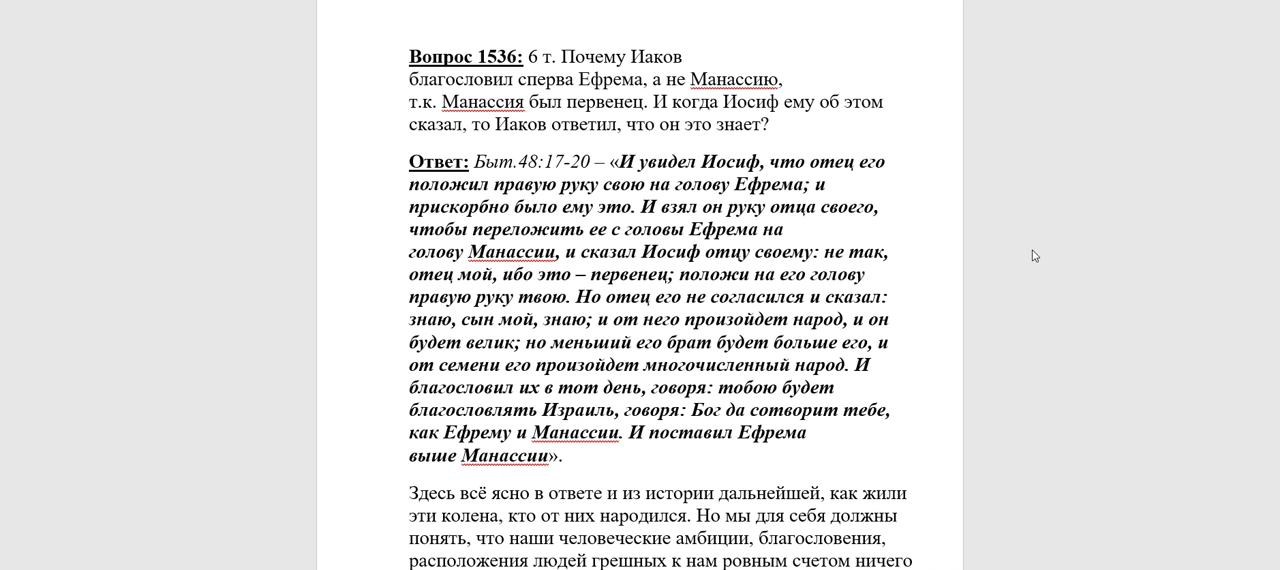 Вопрос 1536: 6 т. Почему Иаков
благословил сперва Ефрема, а не Манассию,
т.к. Манассия был первенец. И когда Иосиф ему об этом
сказал, то Иаков ответил, что он это знает?
Ответ: Быт.48:17-20 – «И увидел Иосиф, что отец его
положил правую руку свою на голову Ефрема; и
прискорбно было ему это. И взял он руку отца своего,
чтобы переложить ее с головы Ефрема на
голову Манассии, и сказал Иосиф отцу своему: не так,
отец мой, ибо это – первенец; положи на его голову
правую руку твою. Но отец его не согласился и сказал:
знаю, сын мой, знаю; и от него произойдет народ, и он
будет велик; но меньший его брат будет больше его, и
от семени его произойдет многочисленный народ. И
благословил их в тот день, говоря: тобою будет
благословлять Израиль, говоря: Бог да сотворит тебе,
как Ефрему и Манассии. И поставил Ефрема
выше Манассии».
Здесь всё ясно в ответе и из истории дальнейшей, как жили
эти колена, кто от них народился. Но мы для себя должны
понять, что наши человеческие амбиции, благословения,
расположения людей грешных к нам ровным счетом ничего